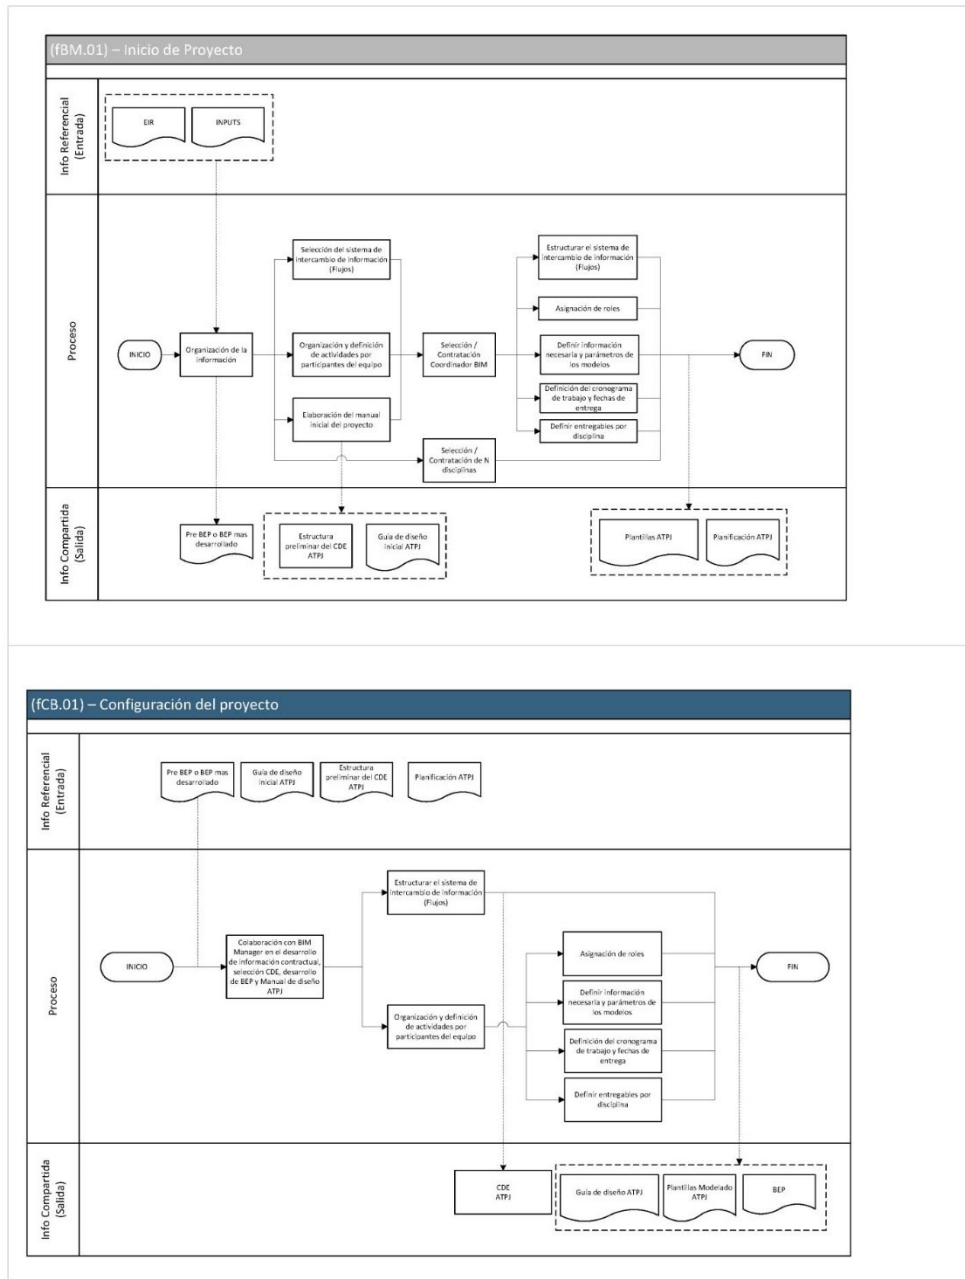 (fBM.01) – Inicio de Proyecto
Info Referencial
(Entrada)
EIR
INPUTS
Proceso
INICIO
Organización de la
información
Selección del sistema de
intercambio de información
(Flujos)
Organización y definición
de actividades por
participantes del equipo
Elaboración del manual
inicial del proyecto
Selección /
Contratación
Coordinador BIM
Selección /
Contratación de N
disciplinas
Estructurar el sistema de
intercambio de información
(Flujos)
Asignación de roles
Definir información
necesaria y parámetros de
los modelos
Definición del cronograma
de trabajo y fechas de
entrega
Definir entregables por
disciplina
FIN
Info Compartida
(Salida)
Pre BEP o BEP mas
desarrollado
Estructura
preliminar del CDE
ATPJ
Guía de diseño
inicial ATPJ
Plantillas ATPJ
Planificación ATPJ
(fCB.01) – Configuración del proyecto
Info Referencial
(Entrada)
Pre BEP o BEP mas
desarrollado
Guía de diseño
inicial ATPJ
Estructura
preliminar del CDE
ATPJ
Planificación ATPJ
Proceso
INICIO
Colaboración con BIM
Manager en el desarrollo
de información contractual,
selección CDE, desarrollo
de BEP y Manual de diseño
ATPJ
Estructurar el sistema de
intercambio de información
(Flujos)
Organización y definición
de actividades por
participantes del equipo
Asignación de roles
Definir información
necesaria y parámetros de
los modelos
Definición del cronograma
de trabajo y fechas de
entrega
Definir entregables por
disciplina
FIN
Info Compartida
(Salida)
CDE
ATPJ
Guía de diseño ATPJ
Plantillas Modelado
ATPJ
BEP